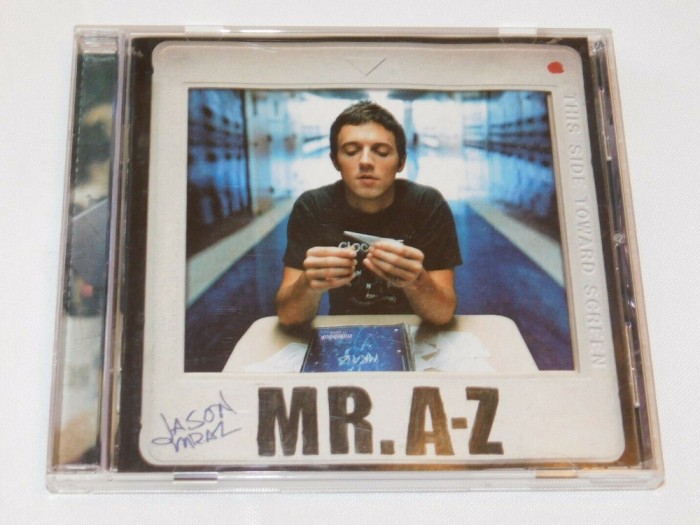 THIS SIDE TOWARD SCREEN
JASON
MRAZ
MR. A-Z